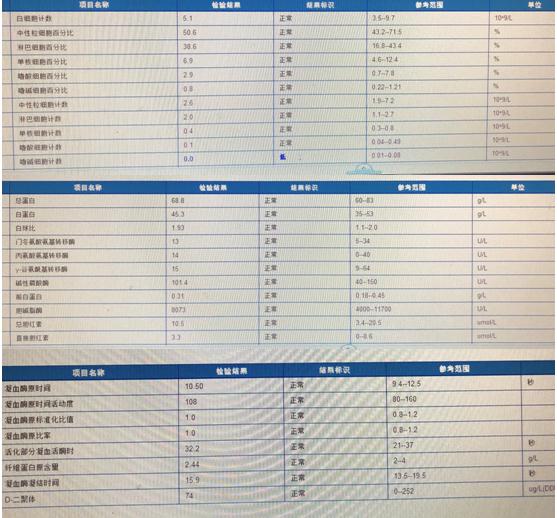 项目名称 检验结果 结果标识 参考范围 单位
白细胞计数 5.1 正常 3.5--9.7 10^9/L
中性粒细胞百分比 50.6 正常 43.2--71.5 %
淋巴细胞百分比 38.6 正常 16.8--43.4 %
单核细胞百分比 6.9 正常 4.6--12.4 %
嗜酸细胞百分比 2.9 正常 0.7--7.8 %
嗜碱细胞百分比 0.8 正常 0.22--1.21 %
中性粒细胞计数 2.6 正常 1.9--7.2 10^9/L
淋巴细胞计数 2.0 正常 1.1--2.7 10^9/L
单核细胞计数 0.4 正常 0.3--0.8 10^9/L
嗜酸细胞计数 0.1 正常 0.04--0.49 10^9/L
嗜碱细胞计数 0.0 低 0.01--0.08 10^9/L
项目名称 检验结果 结果标识 参考范围 单位
总蛋白 68.8 正常 60--83 g/L
白蛋白 45.3 正常 35--53 g/L
白球比 1.93 正常 1.1--2.0
门冬氨酸氨基转移酶 13 正常 5--34 U/L
丙氨酸氨基转移酶 14 正常 0--40 U/L
γ-谷氨酰基转移酶 15 正常 9--64 U/L
碱性磷酸酶 101.4 正常 40--150 U/L
前白蛋白 0.31 正常 0.18--0.45 g/L
胆碱酯酶 8073 正常 4000--11700 U/L
总胆红素 10.5 正常 3.4--20.5 umol/L
直接胆红素 3.3 正常 0--8.6 umol/L
项目名称 检验结果 结果标识 参考范围
凝血酶原时间 10.50 正常 9.4--12.5 秒
凝血酶原时间活动度 108 正常 80--160
凝血酶原标准化比值 1.0 正常 0.8--1.2
凝血酶原比率 1.0 正常 0.8--1.2
活化部分凝血活酶时 32.2 正常 21--37 秒
纤维蛋白原含量 2.44 正常 2--4 g/L
凝血酶凝结时间 15.9 正常 13.5--19.5 秒
D-二聚体 74 正常 0--252 ug/L(DD